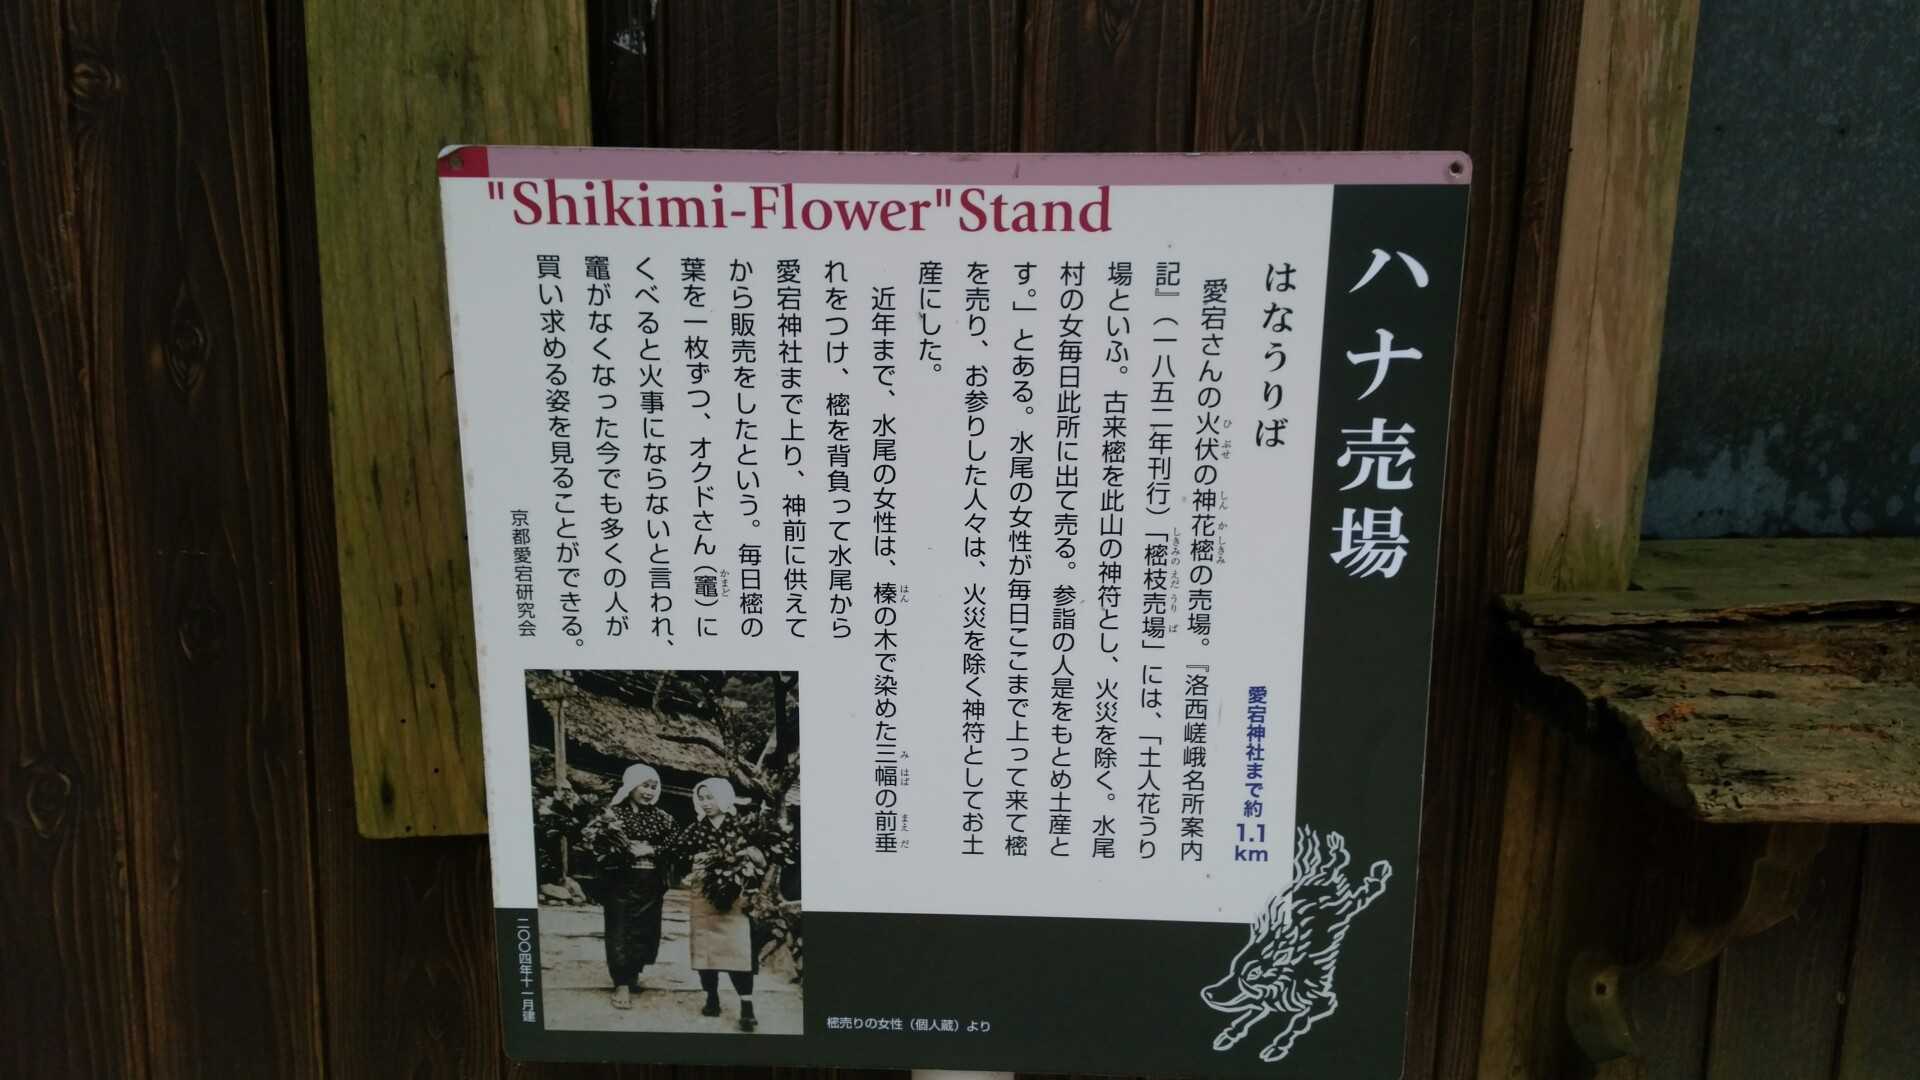 "Shikimi-Flower"Stand
ハナ売場
はなうりば
愛宕神社まで約
1.1
km
愛宕さんの火伏の神花樒の売場。『洛西嵯峨名所案内
記』（一八五二年刊行）「樒枝売場」には、「土人花うり
場といふ。古来樒を此山の神符とし、火災を除く。水尾
村の女毎日此所に出て売る。参詣の人是をもとめ土産と
す。」とある。水尾の女性が毎日ここまで上って来て樒
を売り、お参りした人々は、火災を除く神符としてお土
産にした。
近年まで、水尾の女性は、榛の木で染めた三幅の前垂
れをつけ、樒を背負って水尾から
愛宕神社まで上り、神前に供えて
から販売をしたという。毎日樒の
葉を一枚ずつ、オクドさん（竈）に
くべると火事にならないと言われ、
竈がなくなった今でも多くの人が
買い求める姿を見ることができる。
京都愛宕研究会
二〇〇四年十一月建
樒売りの女性（個人蔵）より